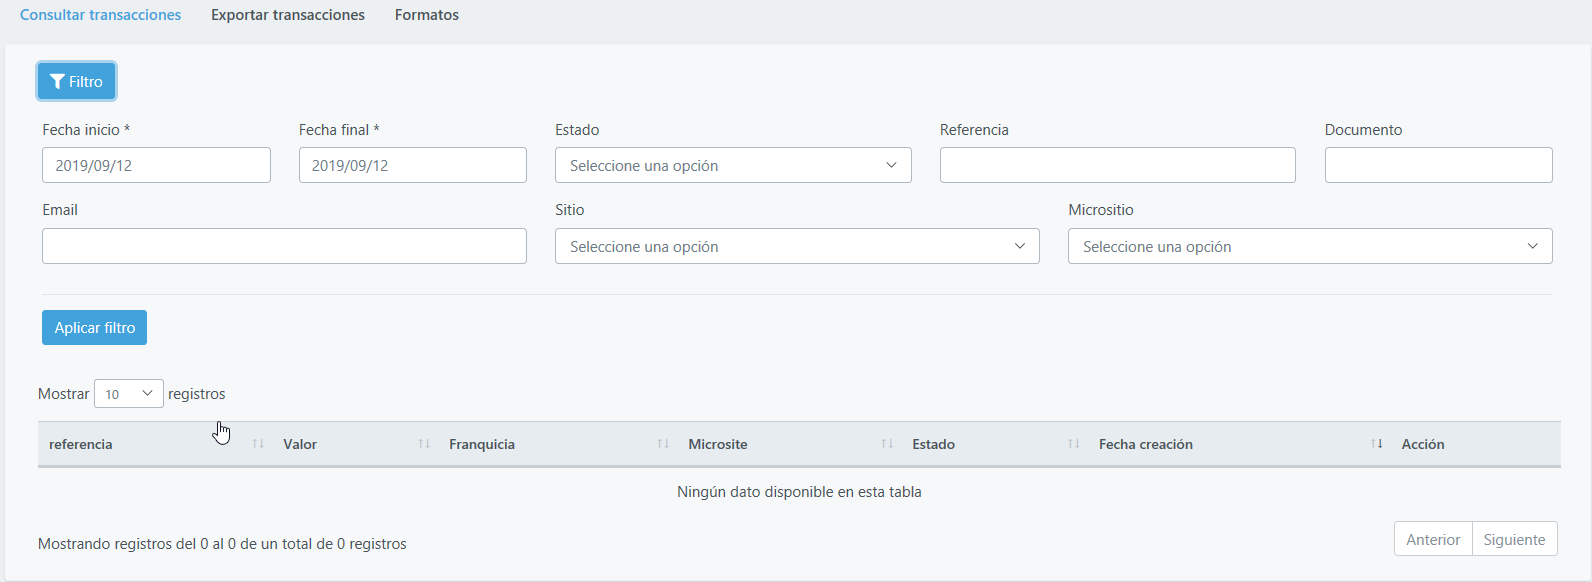 Consultar transacciones Exportar transacciones Formatos
Filtro
Fecha inicio * Fecha final * Estado Referencia Documento
2019/09/12 2019/09/12 Seleccione una opción
Email Sitio Micrositio
Seleccione una opción Seleccione una opción
Aplicar filtro
Mostrar 10 registros
referencia Valor Franquicia Microsite Estado Fecha creación Acción
Ningún dato disponible en esta tabla
Mostrando registros del 0 al 0 de un total de 0 registros Anterior Siguiente